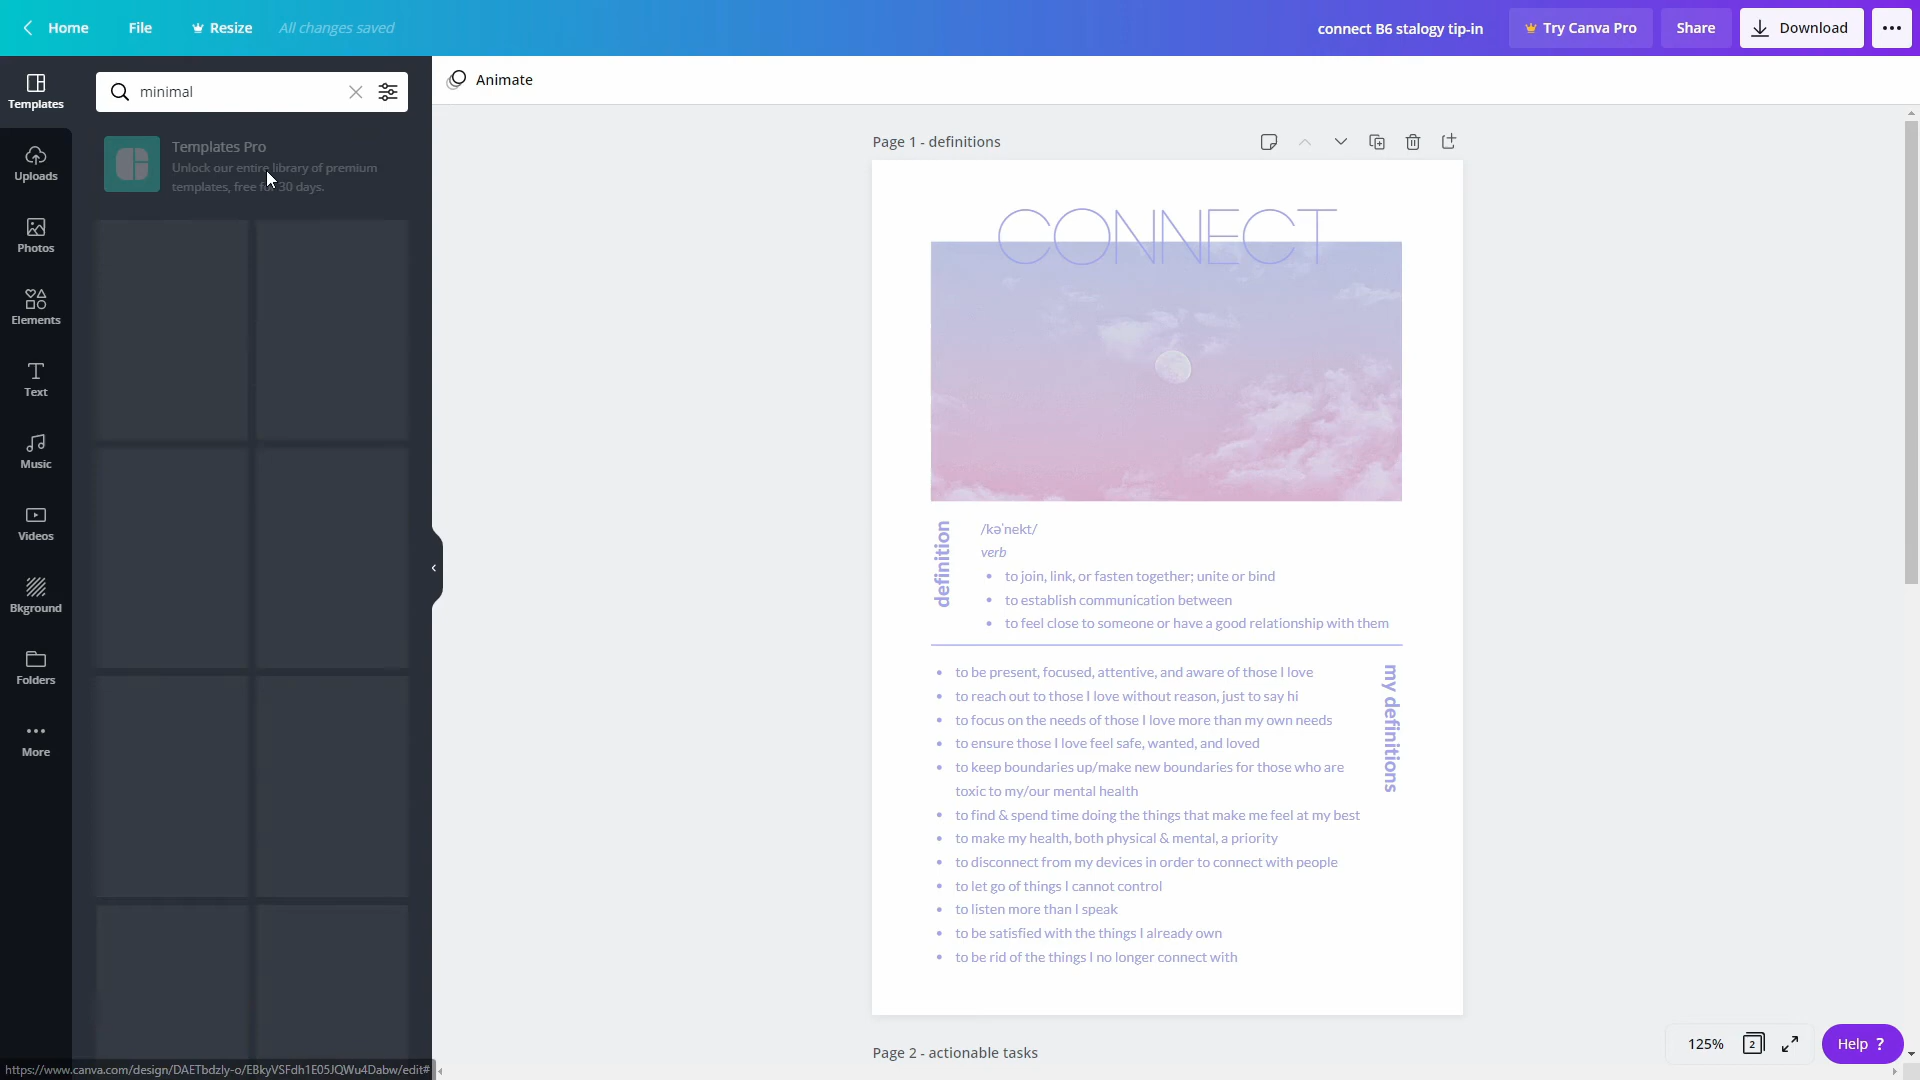 Home
File
Resize
All changes saved
connect B6 stalogy tip-in
Try Canva Pro
Share
Download
Templates
Uploads
Photos
Elements
Text
Music
Videos
Bkground
Folders
More
minimal
Templates Pro
Unlock our entire library of premium
templates, free for 30 days.
Animate
Page 1 - definitions
CONNECT
definition
/kəˈnekt/
verb
• to join, link, or fasten together; unite or bind
• to establish communication between
• to feel close to someone or have a good relationship with them
my definitions
• to be present, focused, attentive, and aware of those I love
• to reach out to those I love without reason, just to say hi
• to focus on the needs of those I love more than my own needs
• to ensure those I love feel safe, wanted, and loved
• to keep boundaries up/make new boundaries for those who are
toxic to my/our mental health
• to find & spend time doing the things that make me feel at my best
• to make my health, both physical & mental, a priority
• to disconnect from my devices in order to connect with people
• to let go of things I cannot control
• to listen more than I speak
• to be satisfied with the things I already own
• to be rid of the things I no longer connect with
Page 2 - actionable tasks
125%
2
Help ?
https://www.canva.com/design/DAETbdzly-o/EBkyVSFdh1E05JQWu4Dabw/edit#